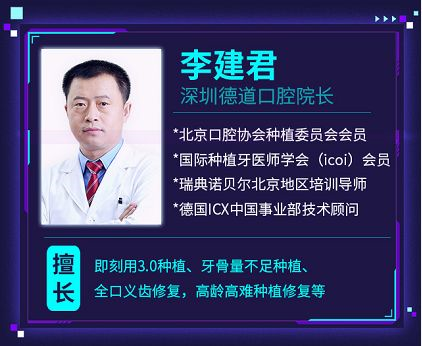 李建君
深圳德道口腔院长
*北京口腔协会种植委员会会员
*国际种植牙医师学会（icoi）会员
*瑞典诺贝尔北京地区培训导师
*德国ICX中国事业部技术顾问
擅长
即刻用3.0种植、牙骨量不足种植、
全口义齿修复，高龄高难种植修复等